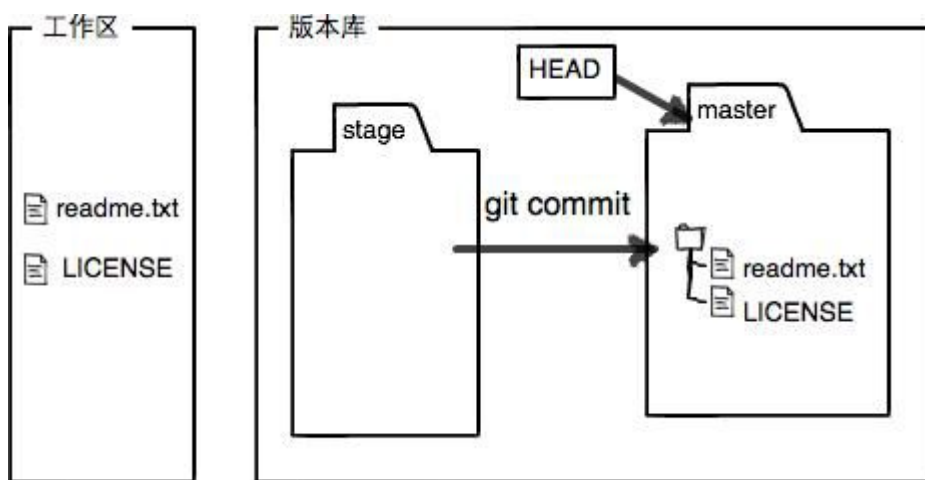 工作区
readme.txt
LICENSE
版本库
HEAD
stage
master
git commit
readme.txt
LICENSE